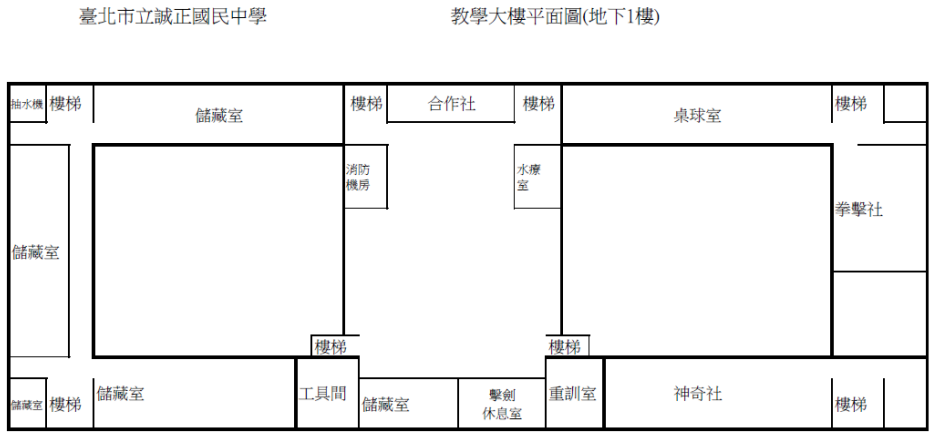 臺北市立誠正國民中學 教學大樓平面圖(地下1樓)
抽水機 樓梯 儲藏室 樓梯 合作社 樓梯 桌球室 樓梯
消防
機房
水療
室
拳擊社
儲藏室
樓梯 樓梯
儲藏室 樓梯 儲藏室 工具間 儲藏室
擊劍
休息室
重訓室 神奇社 樓梯